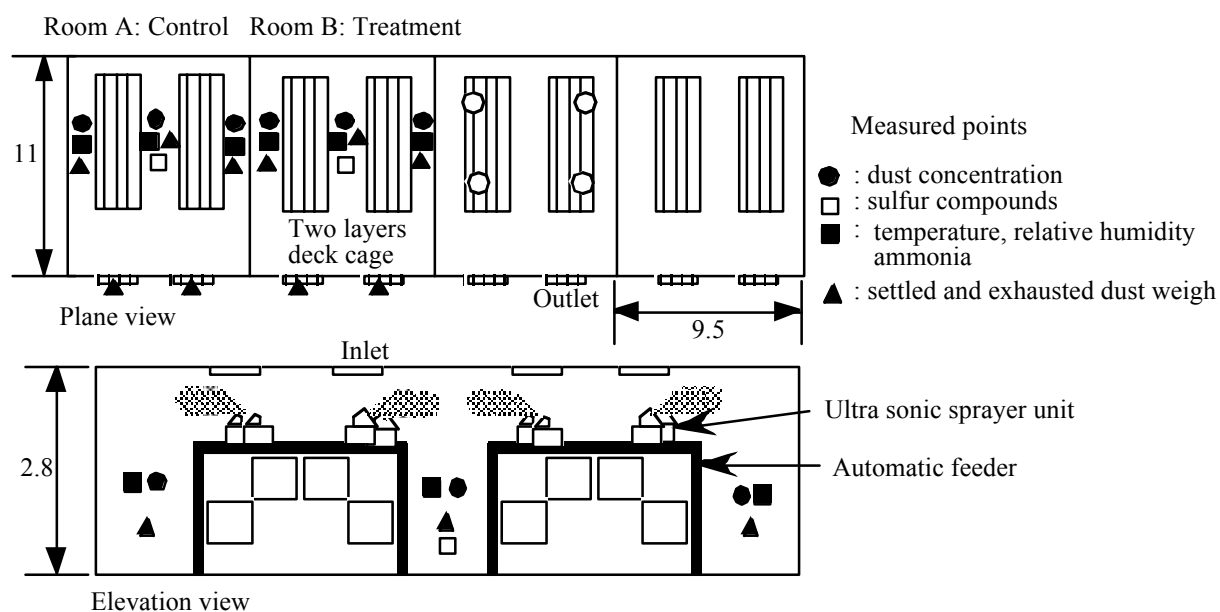 Room A: Control Room B: Treatment
11
Two layers
deck cage
Outlet
Plane view
9.5
Measured points
: dust concentration
: sulfur compounds
: temperature, relative humidity
ammonia
: settled and exhausted dust weigh
Inlet
2.8
Ultra sonic sprayer unit
Automatic feeder
Elevation view